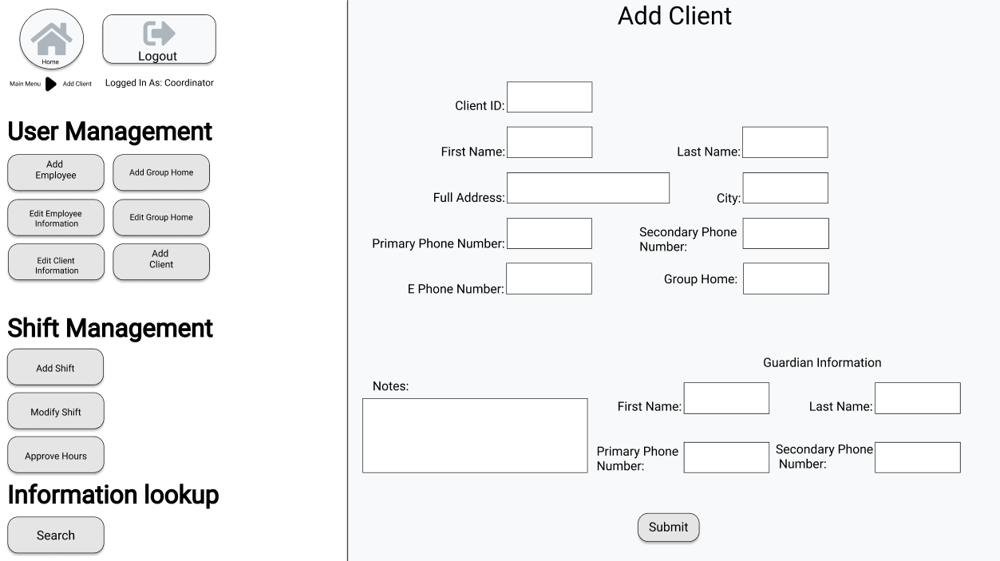 Home
Logout
Main Menu
Add Client
Logged In As: Coordinator
User Management
Add
Employee
Add Group Home
Edit Employee
Information
Edit Group Home
Edit Client
Information
Add
Client
Shift Management
Add Shift
Modify Shift
Approve Hours
Information lookup
Search
Add Client
Client ID:
First Name:
Last Name:
Full Address:
City:
Primary Phone Number:
Secondary Phone
Number:
E Phone Number:
Group Home:
Notes:
Guardian Information
First Name:
Last Name:
Primary Phone
Number:
Secondary Phone
Number:
Submit